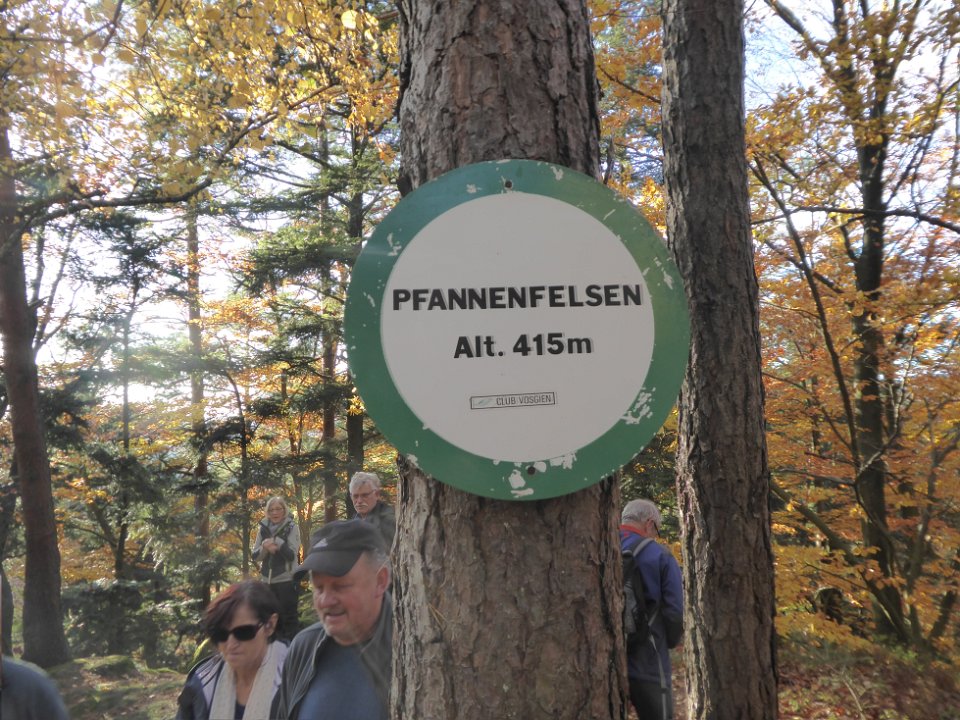 PFANNENFELSEN
Alt. 415m
CLUB VOSGIEN